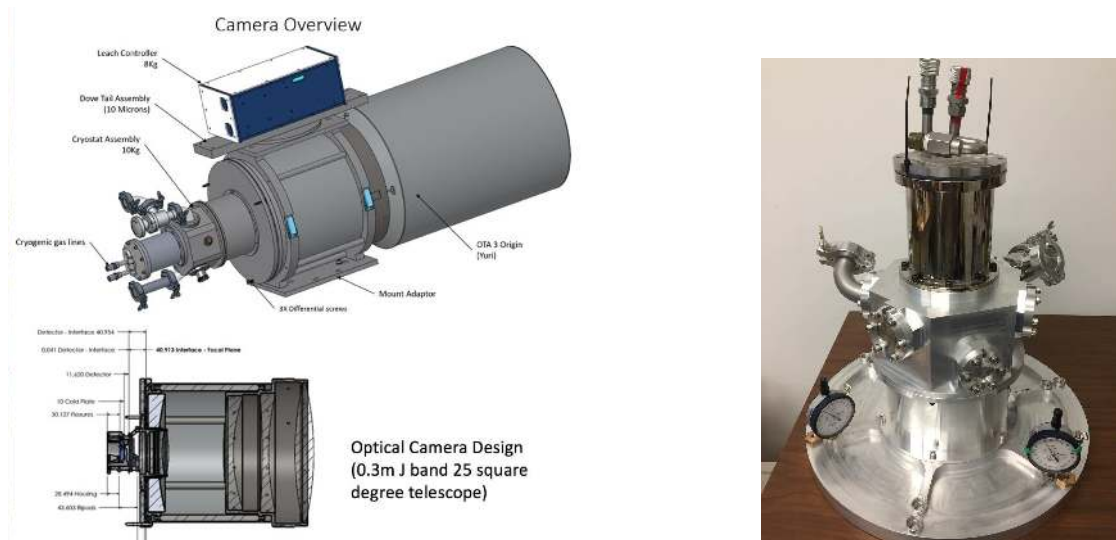 Camera Overview
Leach Controller
8Kg
Dove Tail Assembly
(10 Microns)
Cryostat Assembly
10Kg
Cryogenic gas lines
OTA 3 Origin
(Yuri)
Mount Adaptor
3X Differential screws
Detector - Interface 40.954
0.041 Detector - Interface
40.913 Interface - Focal Plane
11.620 Detector
10 Cold Plate
30.137 Flexures
28.494 Housing
43.603 Bipods
Optical Camera Design
(0.3m J band 25 square
degree telescope)